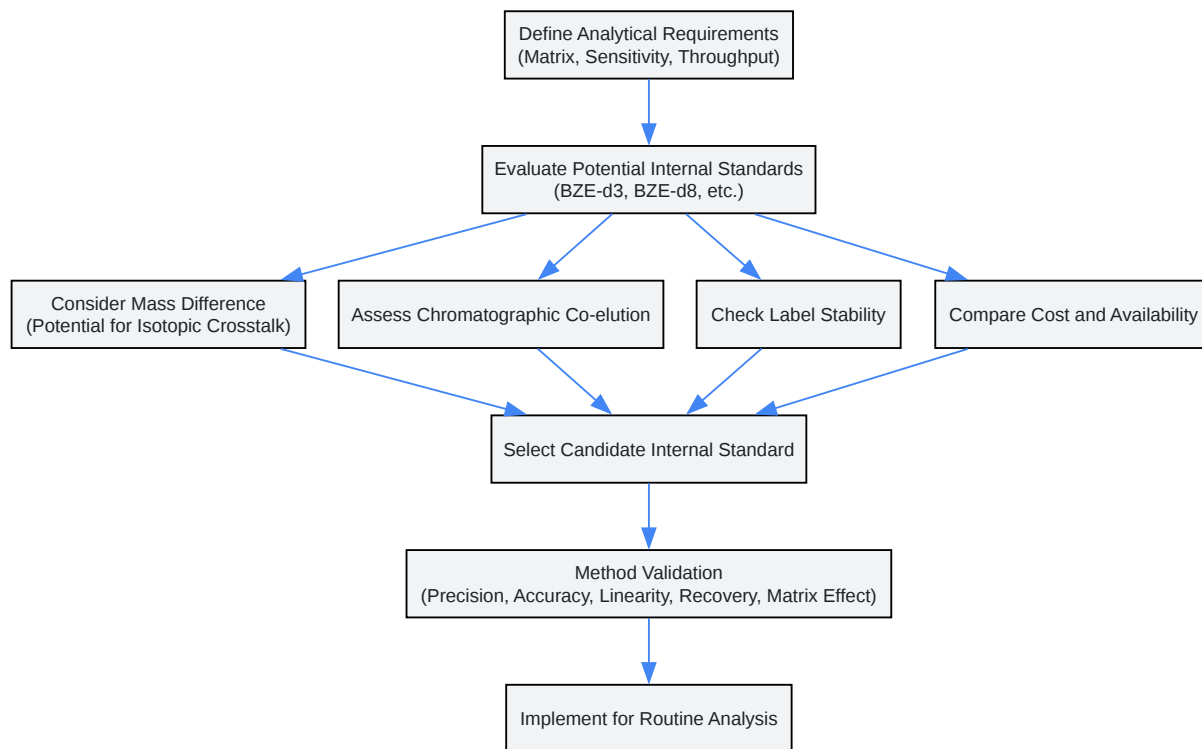 Define Analytical Requirements
(Matrix, Sensitivity, Throughput)
Evaluate Potential Internal Standards
(BZE-d3, BZE-d8, etc.)
Consider Mass Difference
(Potential for Isotopic Crosstalk)
Assess Chromatographic Co-elution
Check Label Stability
Compare Cost and Availability
Select Candidate Internal Standard
Method Validation
(Precision, Accuracy, Linearity, Recovery, Matrix Effect)
Implement for Routine Analysis